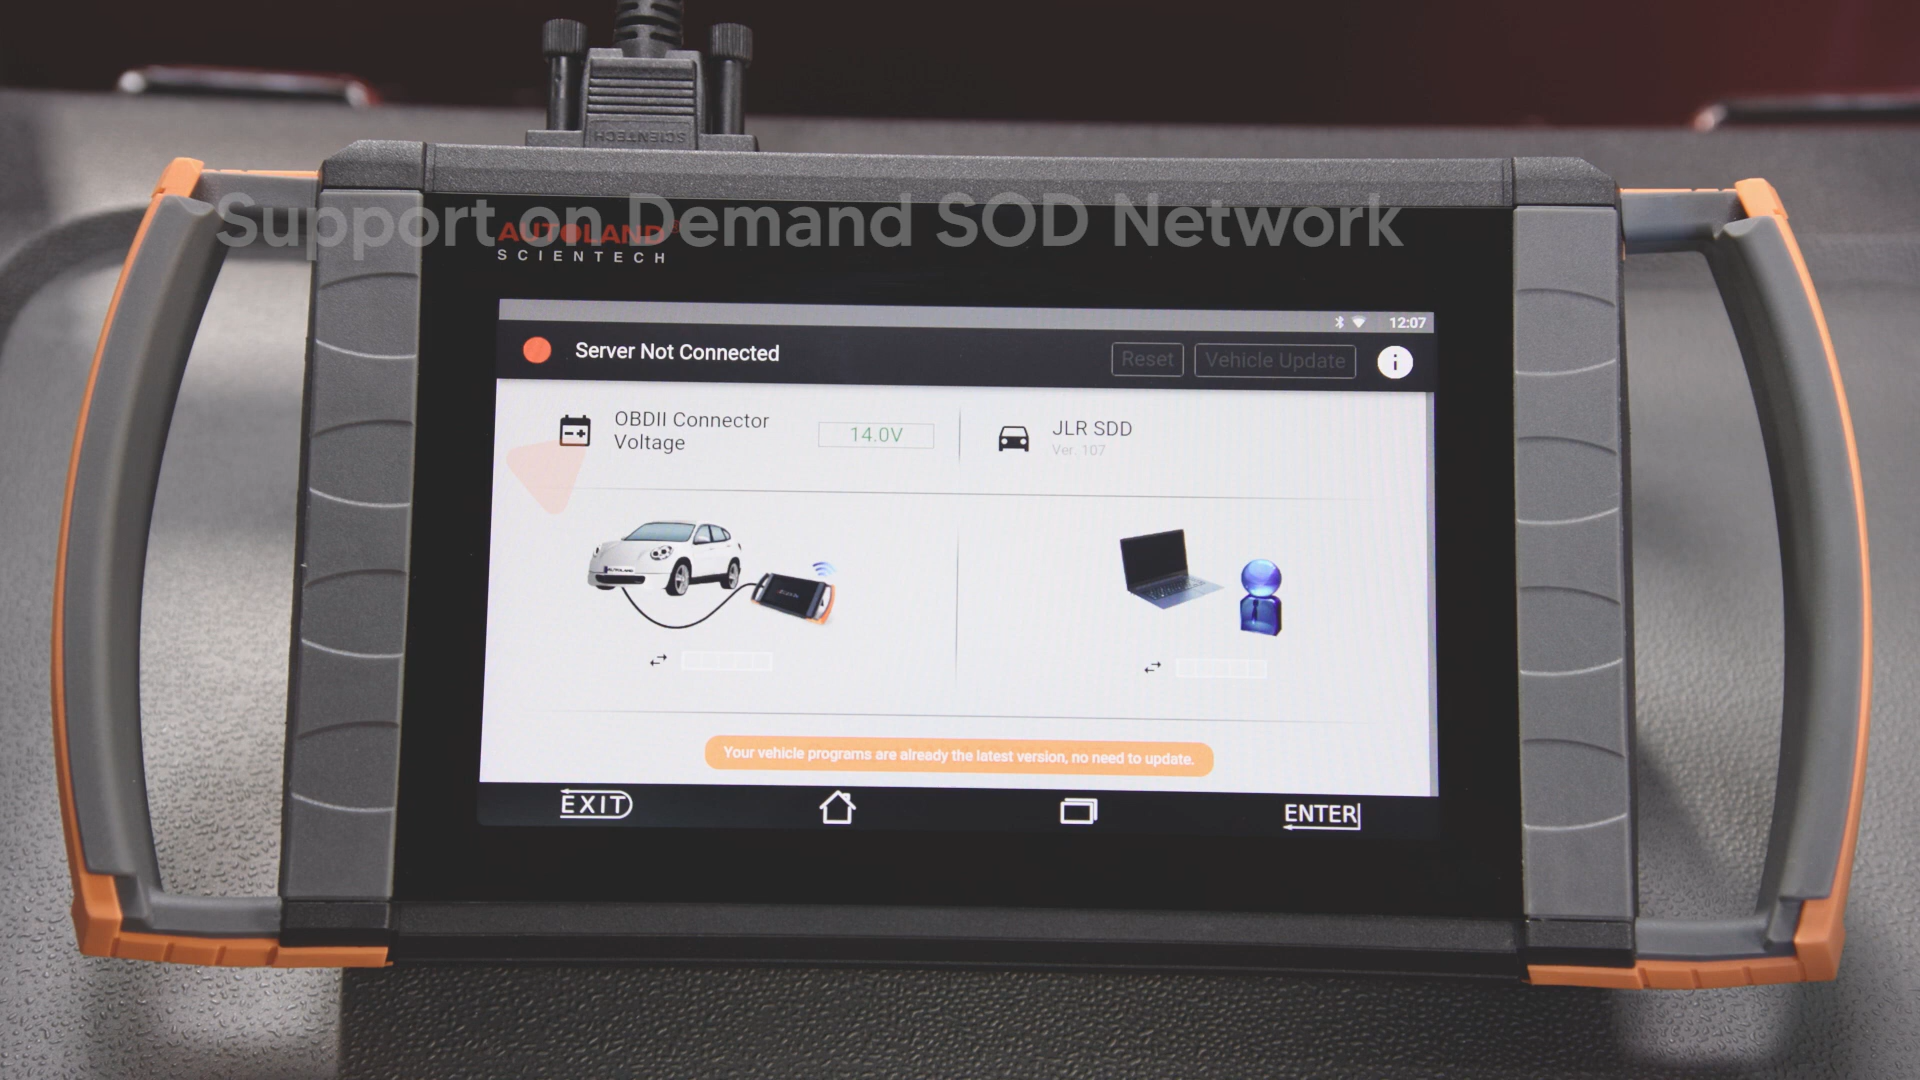 SCIENTECH
Support on Demand SOD Network
AUTOLAND
SCIENTECH
12:07
Server Not Connected
Reset
Vehicle Update
i
OBDII Connector
Voltage
14.0V
JLR SDD
Ver. 107
Your vehicle programs are already the latest version, no need to update.
EXIT
ENTER